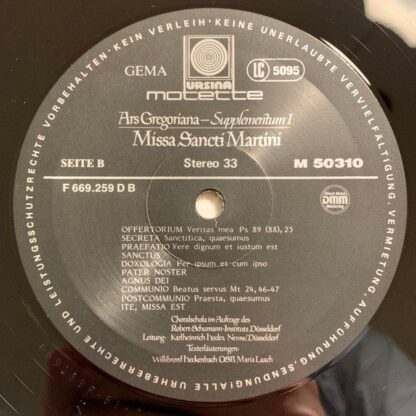 KEIN VERLEIH · KEINE UNERLAUBTE VERVIELFÄLTIGUNG, VERMIETUNG, AUFFÜHRUNG, SENDUNG! ALLE URHEBERRECHTE UND LEISTUNGSSCHUTZRECHTE VORBEHALTEN ·
GEMA
URSINA
motette
LC 5095
Ars Gregoriana – Supplementum I
Missa Sancti Martini
SEITE B
Stereo 33
M 50310
F 669.259 D B
DMM
OFFERTORIUM Veritas mea Ps 89 (88), 25
SECRETA Sanctifica, quaesumus
PRAEFATIO Vere dignum et iustum est
SANCTUS
DOXOLOGIA Per ipsum et cum ipso
PATER NOSTER
AGNUS DEI
COMMUNIO Beatus servus Mt 24, 46-47
POSTCOMMUNIO Praesta, quaesumus
ITE, MISSA EST
Choralschola im Auftrage des
Robert-Schumann-Instituts Düsseldorf
Leitung: Karlheinrich Hodes, Neuss/Düsseldorf
Texterläuterungen:
Willibrord Heckenbach OSB, Maria Laach